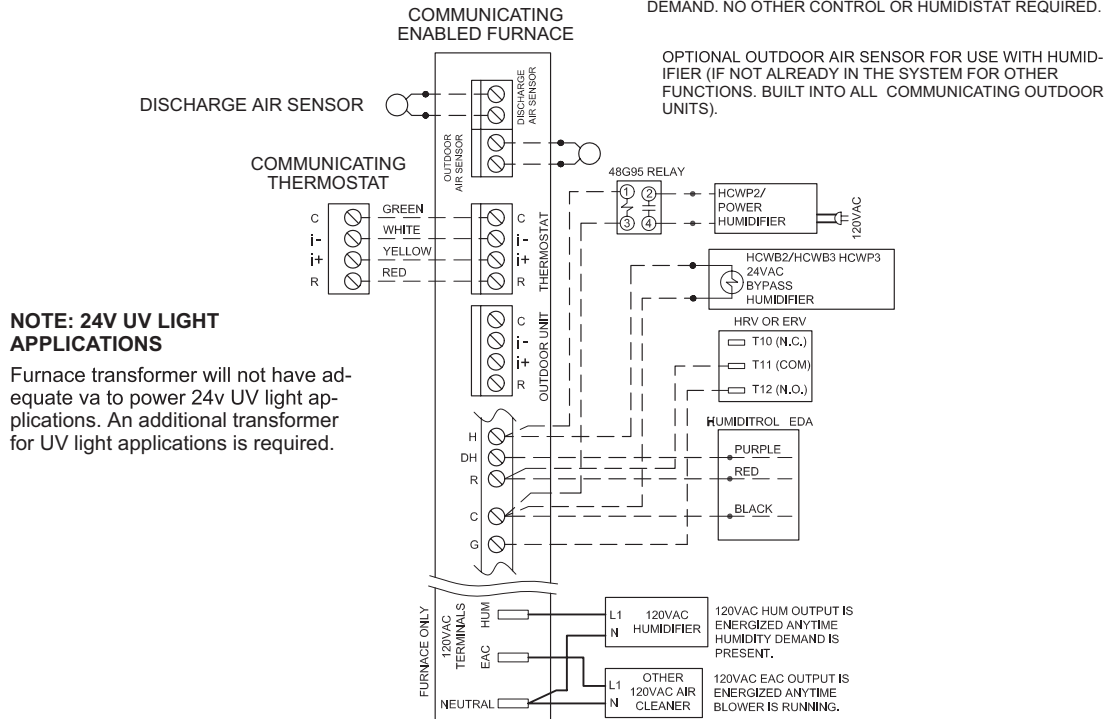 COMMUNICATING
ENABLED FURNACE
DEMAND. NO OTHER CONTROL OR HUMIDISTAT REQUIRED.
OPTIONAL OUTDOOR AIR SENSOR FOR USE WITH HUMID-
IFIER (IF NOT ALREADY IN THE SYSTEM FOR OTHER
FUNCTIONS. BUILT INTO ALL COMMUNICATING OUTDOOR
UNITS).
DISCHARGE AIR SENSOR
DISCHARGE
AIR SENSOR
OUTDOOR
AIR SENSOR
COMMUNICATING
THERMOSTAT
C
i-
i+
R
GREEN
WHITE
YELLOW
RED
C
i-
i+
R
THERMOSTAT
C
i-
i+
R
OUTDOOR UNIT
48G95 RELAY
1
2
3
4
HCWP2/
POWER
HUMIDIFIER
120VAC
HCWB2/HCWB3 HCWP3
24VAC
BYPASS
HUMIDIFIER
HRV OR ERV
T10 (N.C.)
T11 (COM)
T12 (N.O.)
HUMIDITROL EDA
PURPLE
RED
BLACK
H
DH
R
C
G
NOTE: 24V UV LIGHT
APPLICATIONS
Furnace transformer will not have ad-
equate va to power 24v UV light ap-
plications. An additional transformer
for UV light applications is required.
FURNACE ONLY
120VAC
TERMINALS
HUM
EAC
NEUTRAL
L1
N
120VAC
HUMIDIFIER
120VAC HUM OUTPUT IS
ENERGIZED ANYTIME
HUMIDITY DEMAND IS
PRESENT.
L1
N
OTHER
120VAC AIR
CLEANER
120VAC EAC OUTPUT IS
ENERGIZED ANYTIME
BLOWER IS RUNNING.